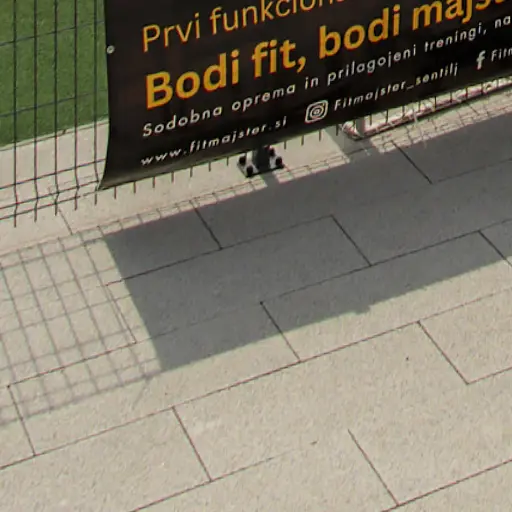 Prvi funkcion
Bodi fit, bodi majs
Sodobna oprema in prilagojeni treningi, na
www.fitmajster.si Fitmajster_sentilj Fit